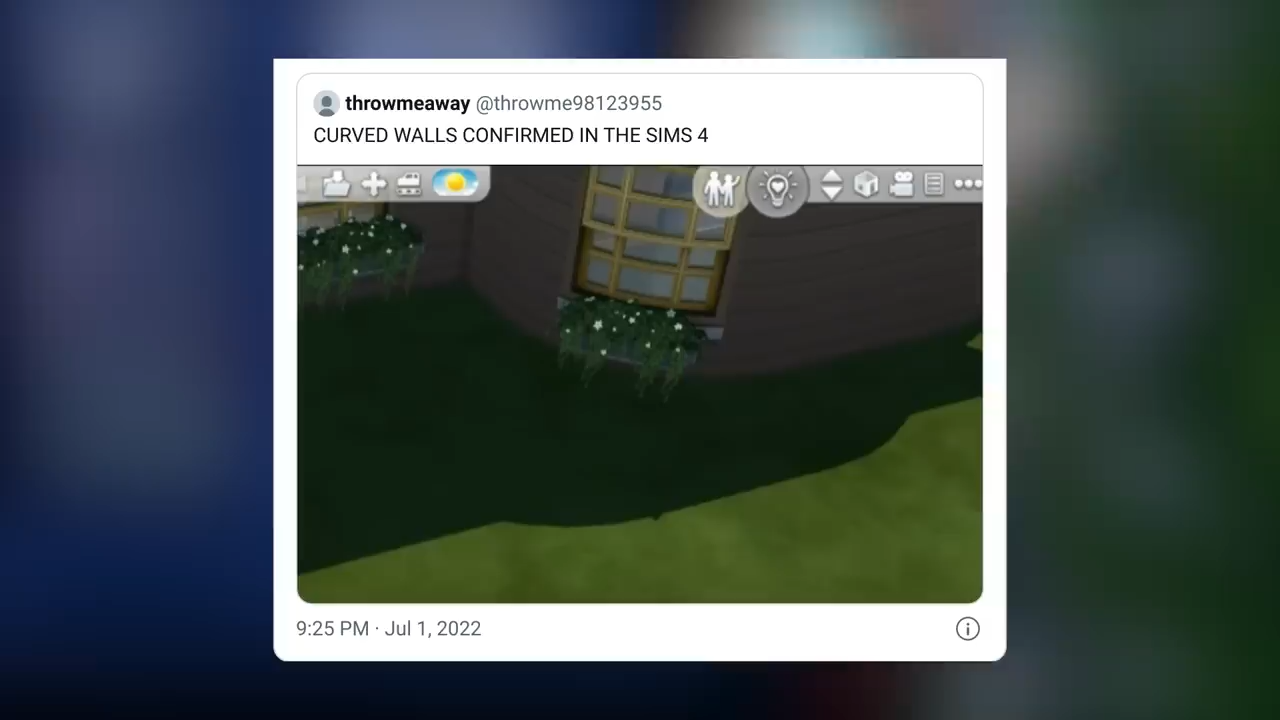 throwmeaway @throwme98123955
CURVED WALLS CONFIRMED IN THE SIMS 4
9:25 PM · Jul 1, 2022